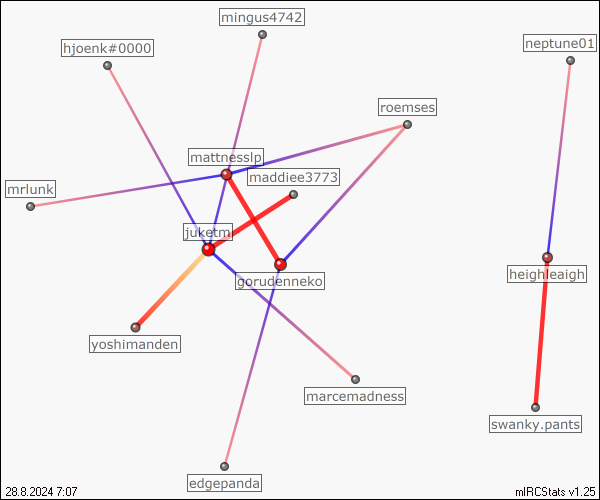 mingus4742
hjoenk#0000
neptune01
roemses
mattnesslp
maddiee3773
mrlunk
juketm
heighleaigh
gorudenneko
yoshimanden
marcemadness
swanky.pants
edgepanda
28.8.2024 7:07
mIRCStats v1.25